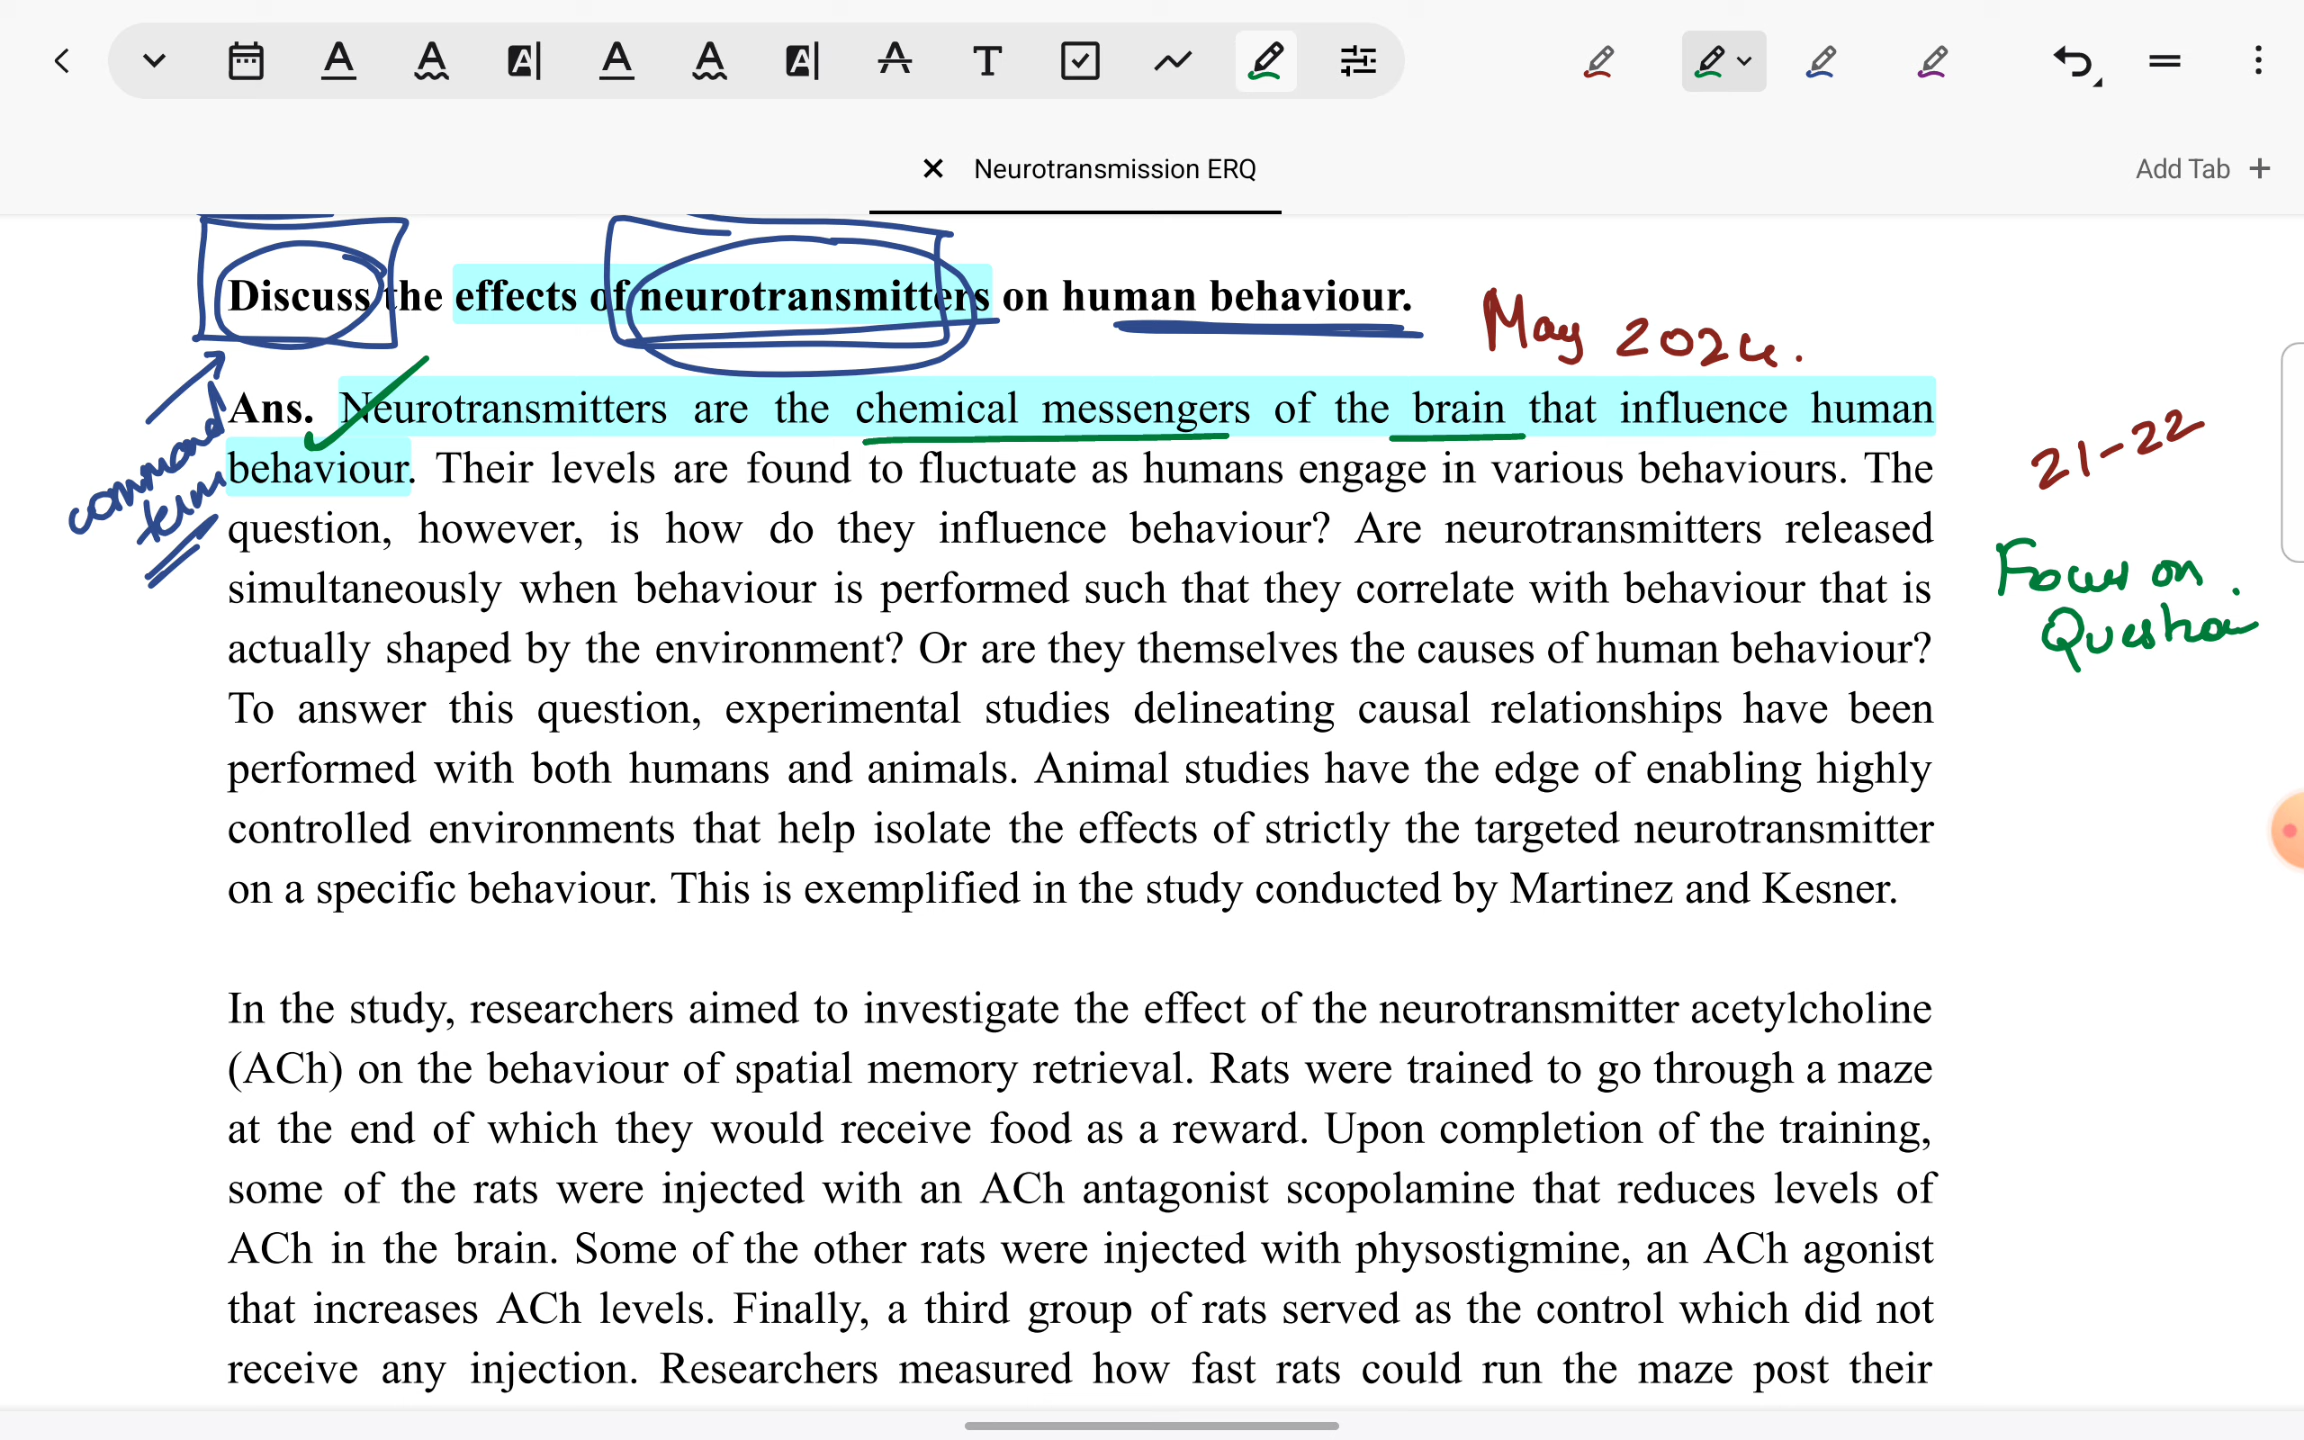 Neurotransmission ERQ
Add Tab +
Discuss the effects of neurotransmitters on human behaviour.
May 2024.
Ans. Neurotransmitters are the chemical messengers of the brain that influence human
behaviour. Their levels are found to fluctuate as humans engage in various behaviours. The
question, however, is how do they influence behaviour? Are neurotransmitters released
simultaneously when behaviour is performed such that they correlate with behaviour that is
actually shaped by the environment? Or are they themselves the causes of human behaviour?
To answer this question, experimental studies delineating causal relationships have been
performed with both humans and animals. Animal studies have the edge of enabling highly
controlled environments that help isolate the effects of strictly the targeted neurotransmitter
on a specific behaviour. This is exemplified in the study conducted by Martinez and Kesner.
command
term
21-22
Focus on
Question
In the study, researchers aimed to investigate the effect of the neurotransmitter acetylcholine
(ACh) on the behaviour of spatial memory retrieval. Rats were trained to go through a maze
at the end of which they would receive food as a reward. Upon completion of the training,
some of the rats were injected with an ACh antagonist scopolamine that reduces levels of
ACh in the brain. Some of the other rats were injected with physostigmine, an ACh agonist
that increases ACh levels. Finally, a third group of rats served as the control which did not
receive any injection. Researchers measured how fast rats could run the maze post their